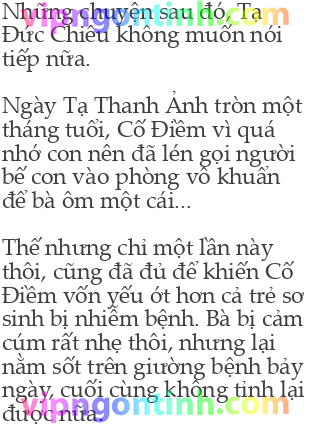 Những chuyện sau đó, Tạ
Đức Chiếu không muốn nói
tiếp nữa.
Ngày Tạ Thanh Ảnh tròn một
tháng tuổi, Cố Điềm vì quá
nhớ con nên đã lén gọi người
bế con vào phòng vô khuẩn
để bà ôm một cái...
Thế nhưng chỉ một lần này
thôi, cũng đã đủ để khiến Cố
Điềm vốn yếu ớt hơn cả trẻ sơ
sinh bị nhiễm bệnh. Bà bị cảm
cúm rất nhẹ thôi, nhưng lại
nằm sốt trên giường bệnh bảy
ngày, cuối cùng không tỉnh lại
được nữa.
vipngontinh.com
vipngontinh.com